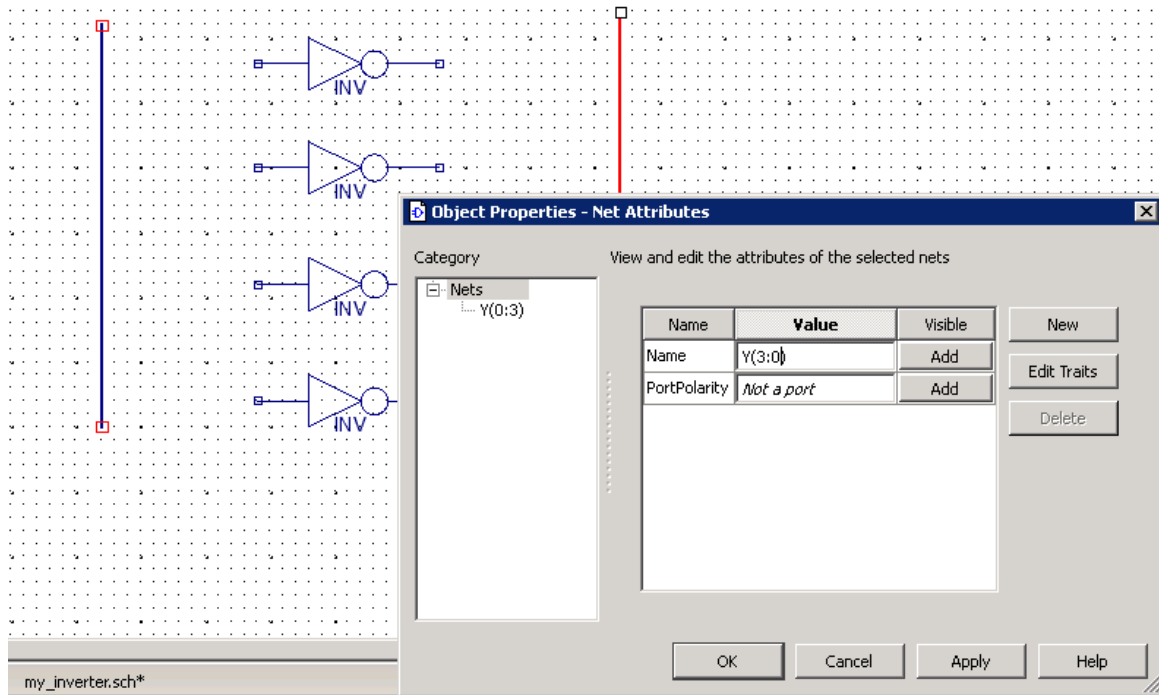 INV
INV
INV
INV
Object Properties - Net Attributes
Category
View and edit the attributes of the selected nets
Nets
Y(0:3)
Name Value Visible
Name Y(3:0) Add
PortPolarity Not a port Add
New
Edit Traits
Delete
OK Cancel Apply Help
my_inverter.sch*